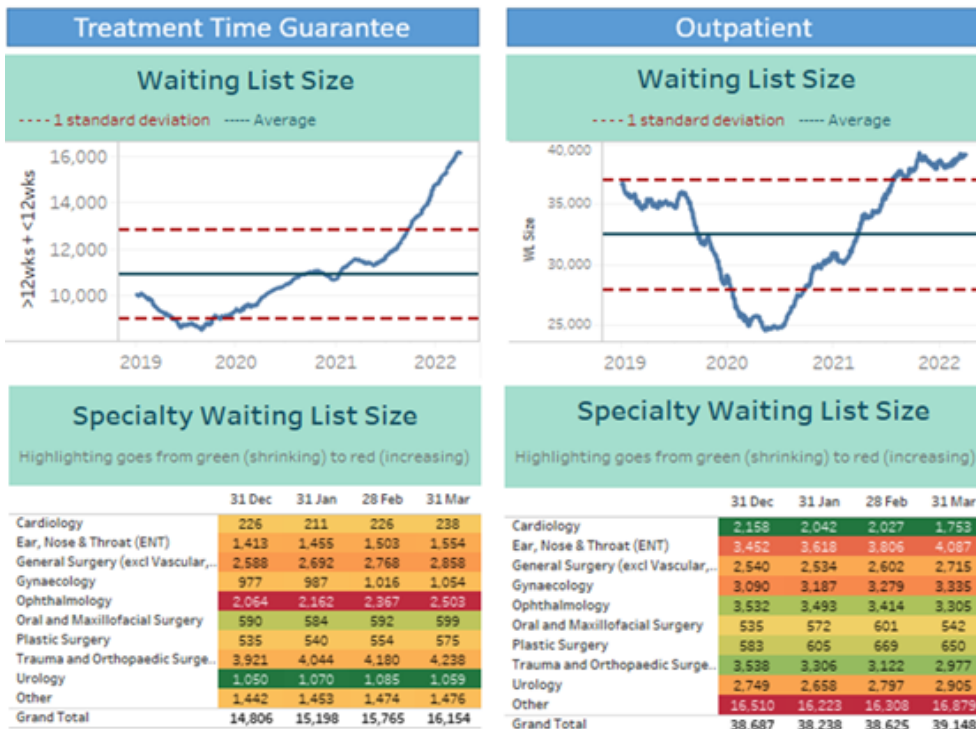 Treatment Time Guarantee
Waiting List Size
---- 1 standard deviation ---- Average
>12wks + <12wks
16,000
14,000
12,000
10,000
2019 2020 2021 2022
Specialty Waiting List Size
Highlighting goes from green (shrinking) to red (increasing)
31 Dec 31 Jan 28 Feb 31 Mar
Cardiology 226 211 226 238
Ear, Nose & Throat (ENT) 1,413 1,455 1,503 1,554
General Surgery (excl Vascular,... 2,588 2,692 2,768 2,858
Gynaecology 977 987 1,016 1,054
Ophthalmology 2,064 2,162 2,367 2,503
Oral and Maxillofacial Surgery 590 584 592 599
Plastic Surgery 535 540 554 575
Trauma and Orthopaedic Surge.. 3,921 4,044 4,180 4,238
Urology 1,050 1,070 1,085 1,059
Other 1,442 1,453 1,474 1,476
Grand Total 14,806 15,198 15,765 16,154
Outpatient
Waiting List Size
---- 1 standard deviation ---- Average
WL Size
40,000
35,000
30,000
25,000
2019 2020 2021 2022
Specialty Waiting List Size
Highlighting goes from green (shrinking) to red (increasing)
31 Dec 31 Jan 28 Feb 31 Mar
Cardiology 2,158 2,042 2,027 1,753
Ear, Nose & Throat (ENT) 3,452 3,618 3,806 4,087
General Surgery (excl Vascular,.. 2,540 2,534 2,602 2,715
Gynaecology 3,090 3,187 3,279 3,335
Ophthalmology 3,532 3,493 3,414 3,305
Oral and Maxillofacial Surgery 535 572 601 542
Plastic Surgery 583 605 669 650
Trauma and Orthopaedic Surge.. 3,538 3,306 3,122 2,977
Urology 2,749 2,658 2,797 2,905
Other 16,510 16,223 16,308 16,879
Grand Total 38,687 38,238 38,625 39,148